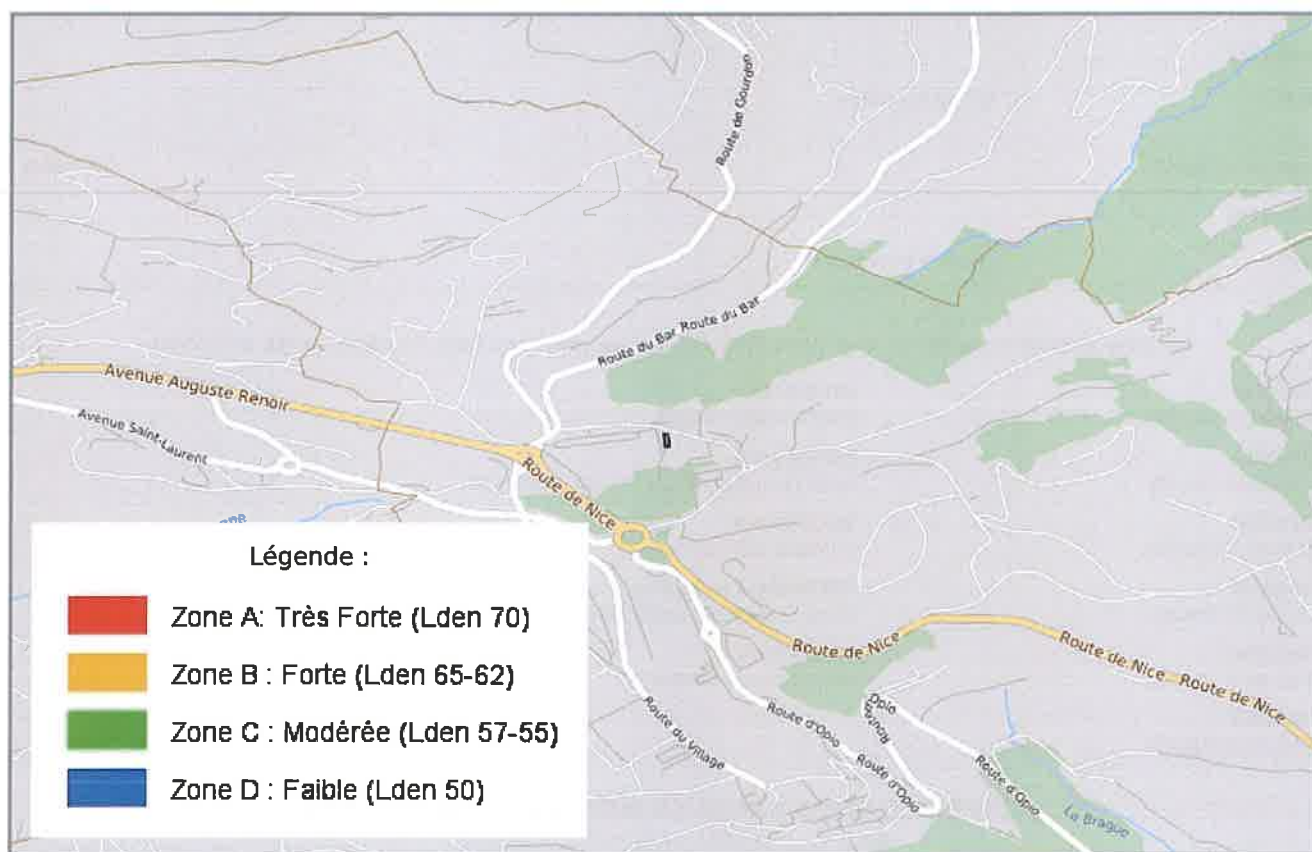 Route de Gourdon
Route du Bar Route du Bar
Avenue Auguste Renoir
Avenue Saint-Laurent
Route de Nice
Légende :
Zone A: Très Forte (Lden 70)
Zone B : Forte (Lden 65-62)
Zone C : Modérée (Lden 57-55)
Zone D : Faible (Lden 50)
Route de Nice
Route de Nice
Route de Nice
Route du Village
Route d'Opio
Route d'Opio
Opio
Route d'Opio
La Brague